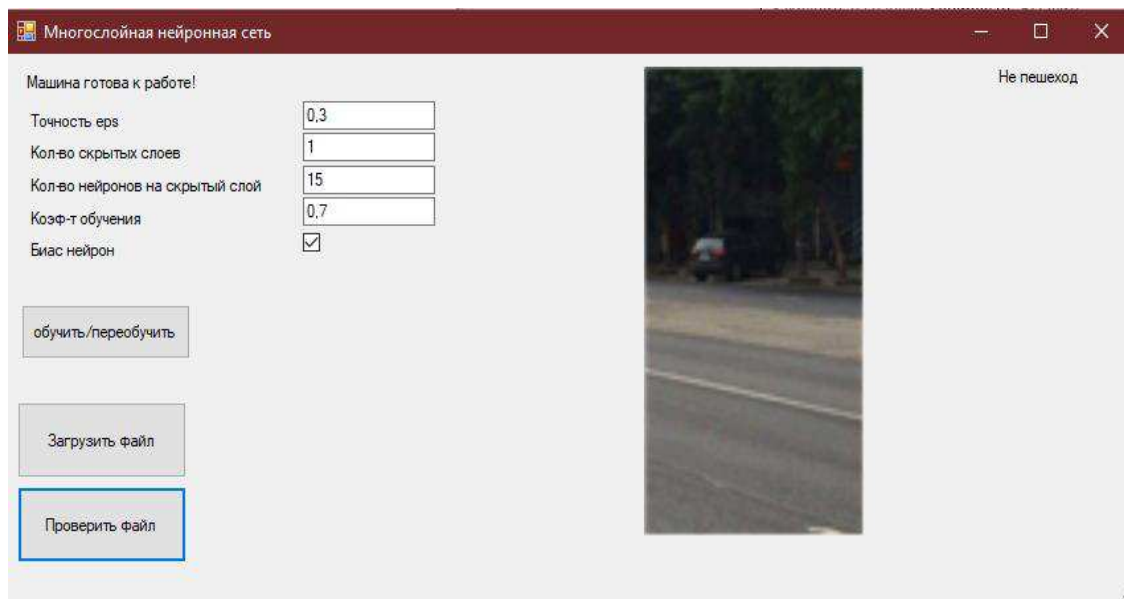 Многослойная нейронная сеть
Машина готова к работе!
Не пешеход
Точность eps
0,3
Кол-во скрытых слоев
1
Кол-во нейронов на скрытый слой
15
Коэф-т обучения
0,7
Биас нейрон
обучить/переобучить
Загрузить файл
Проверить файл